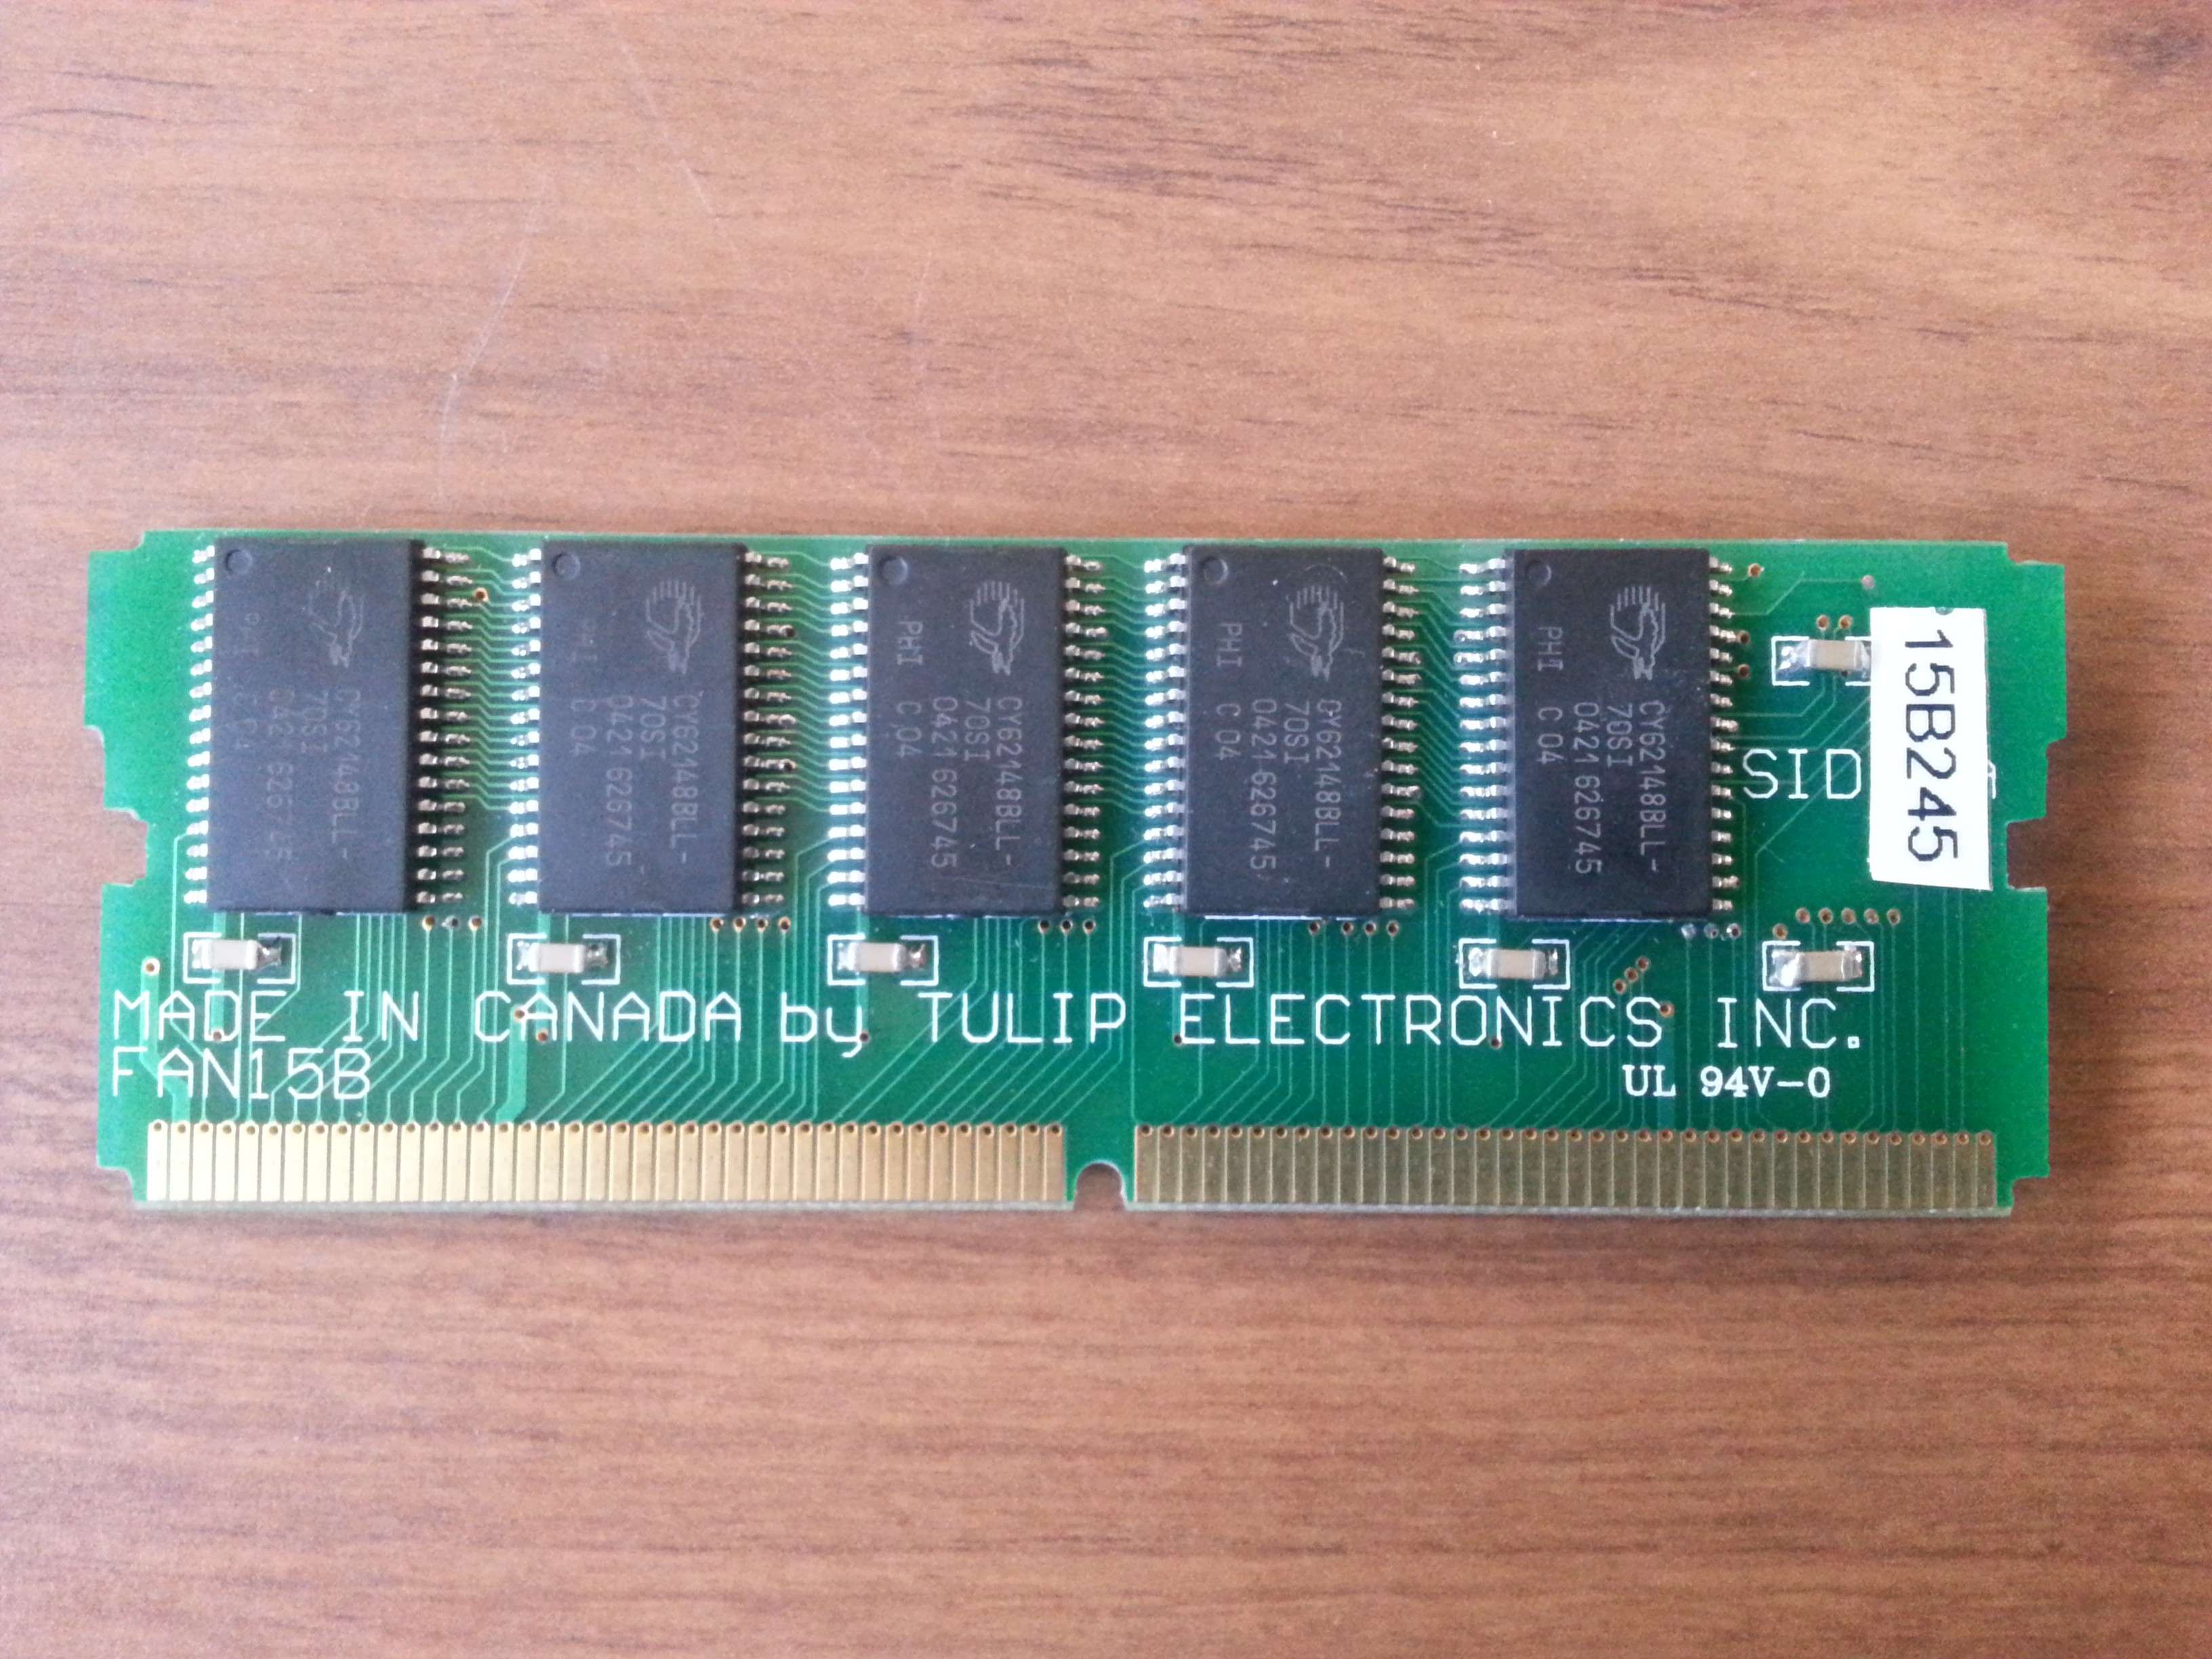 PHI
CY62148BLL-
70SI
0421 626745
C 04
PHI
CY62148BLL-
70SI
0421 626745
C 04
PHI
CY62148BLL-
70SI
0421 626745
C 04
PHI
CY62148BLL-
70SI
0421 626745
C 04
PHI
CY62148BLL-
70SI
0421 626745
C 04
SID
15B245
MADE IN CANADA by TULIP ELECTRONICS INC.
FAN15B
UL 94V-0